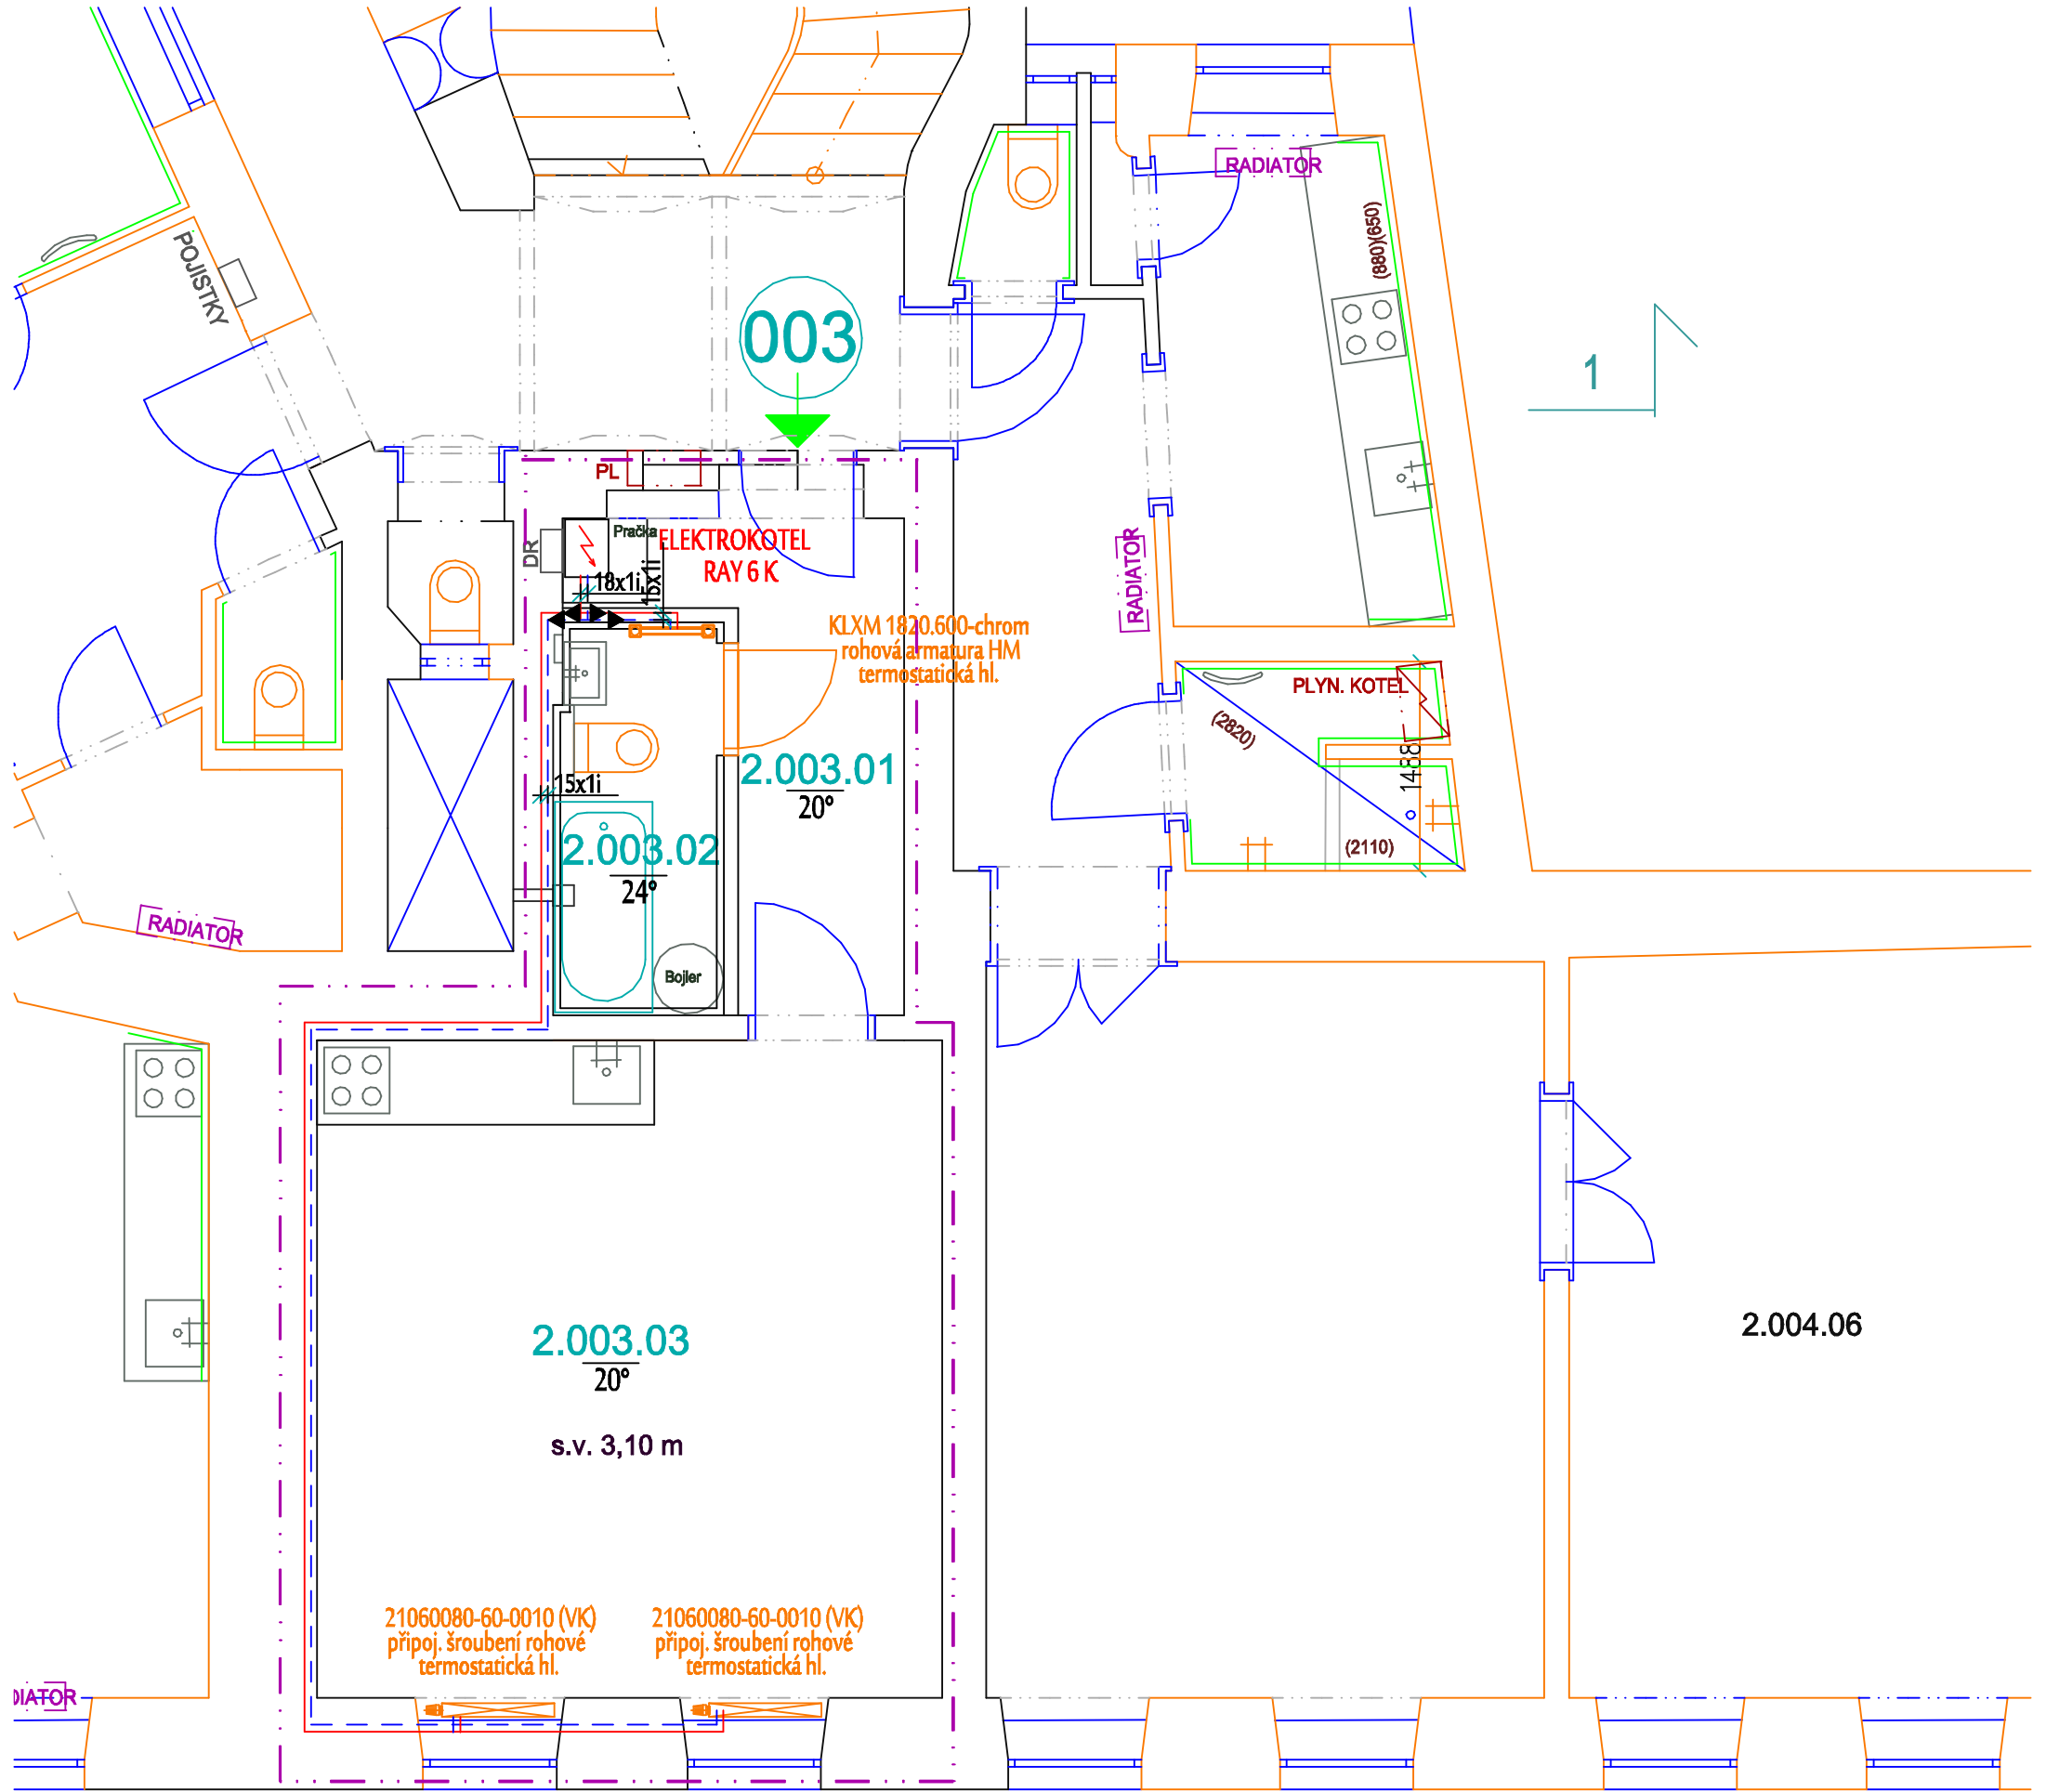 RADIATOR
(880)(650)
POJISTKY
003
1
PL
Pračka
ELEKTROKOTEL
RAY 6 K
DR
18x1i
15x1i
RADIATOR
KLXM 1820.600-chrom
rohová armatura HM
termostatická hl.
PLYN. KOTEL
(2820)
1488
2.003.01
20°
15x1i
2.003.02
24°
(2110)
RADIATOR
Bojler
2.004.06
2.003.03
20°
s.v. 3,10 m
21060080-60-0010 (VK)
připoj. šroubení rohové
termostatická hl.
21060080-60-0010 (VK)
připoj. šroubení rohové
termostatická hl.
DIATOR